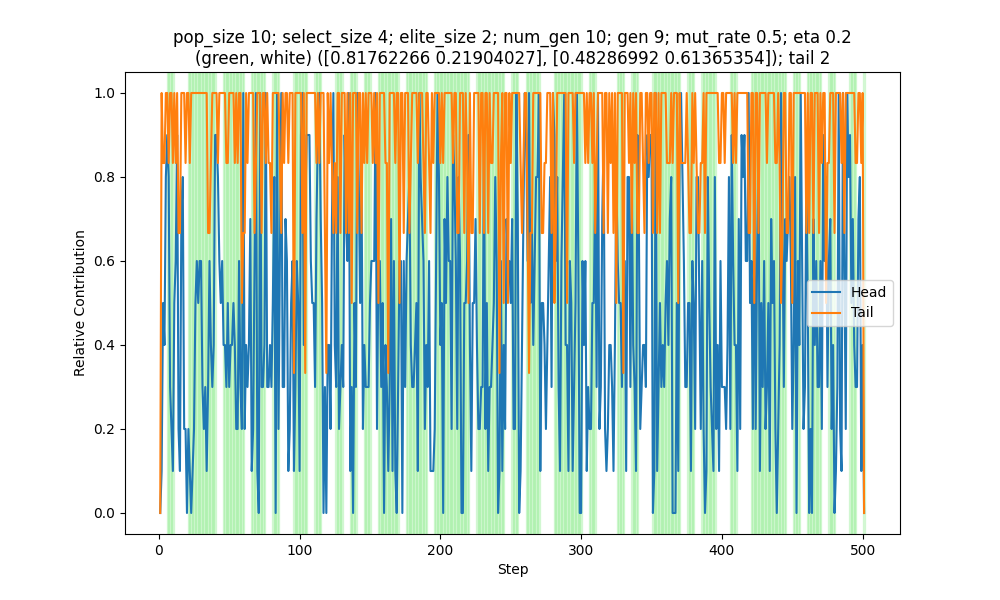 pop_size 10; select_size 4; elite_size 2; num_gen 10; gen 9; mut_rate 0.5; eta 0.2
(green, white) ([0.81762266 0.21904027], [0.48286992 0.61365354]); tail 2
1.0
0.8
0.6
0.4
0.2
0.0
Relative Contribution
Head
Tail
0
100
200
300
400
500
Step